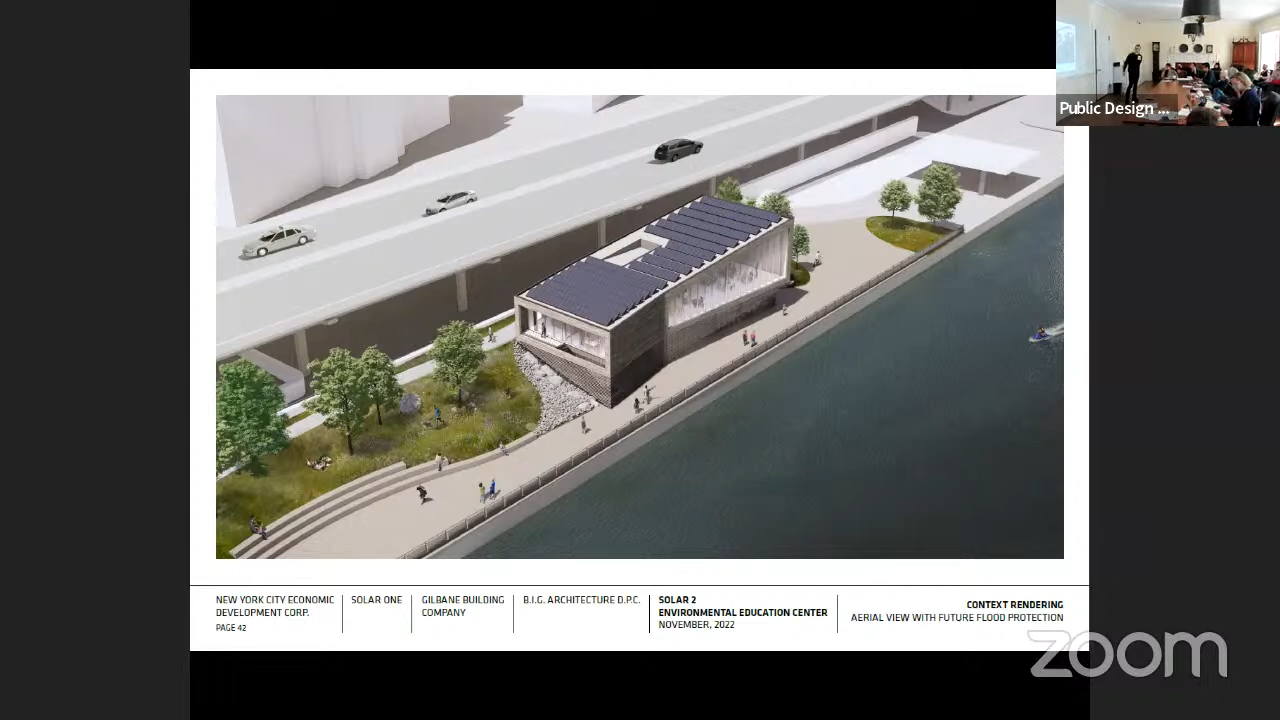 Public Design ...
NEW YORK CITY ECONOMIC
DEVELOPMENT CORP.
PAGE 42
SOLAR ONE
GILBANE BUILDING
COMPANY
B.I.G. ARCHITECTURE D.P.C.
SOLAR 2
ENVIRONMENTAL EDUCATION CENTER
NOVEMBER, 2022
CONTEXT RENDERING
AERIAL VIEW WITH FUTURE FLOOD PROTECTION
zoom